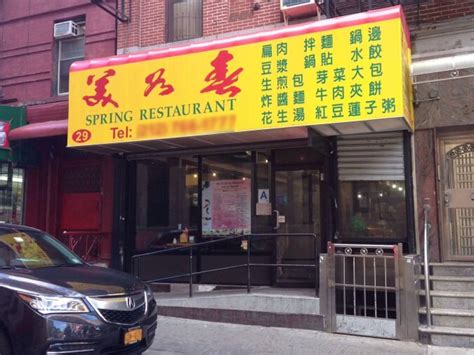 美乃春
SPRING RESTAURANT
29 Tel:
扁肉 拌麵 鍋邊
豆漿 鍋貼 水餃
生煎包 芽菜大包
炸醬麵 牛肉夾餅
花生湯 紅豆蓮子粥
A